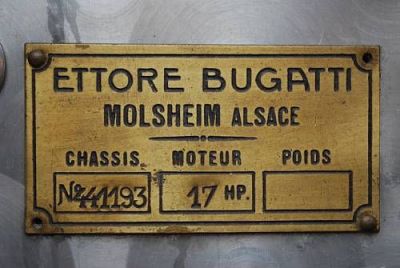 ETTORE BUGATTI
MOLSHEIM ALSACE
CHASSIS MOTEUR POIDS
No 441193 17 HP.